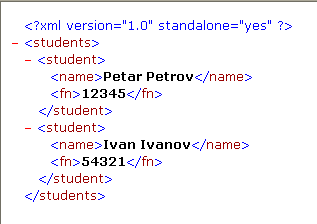 <?xml version="1.0" standalone="yes" ?>
- <students>
- <student>
<name>Petar Petrov</name>
<fn>12345</fn>
</student>
- <student>
<name>Ivan Ivanov</name>
<fn>54321</fn>
</student>
</students>